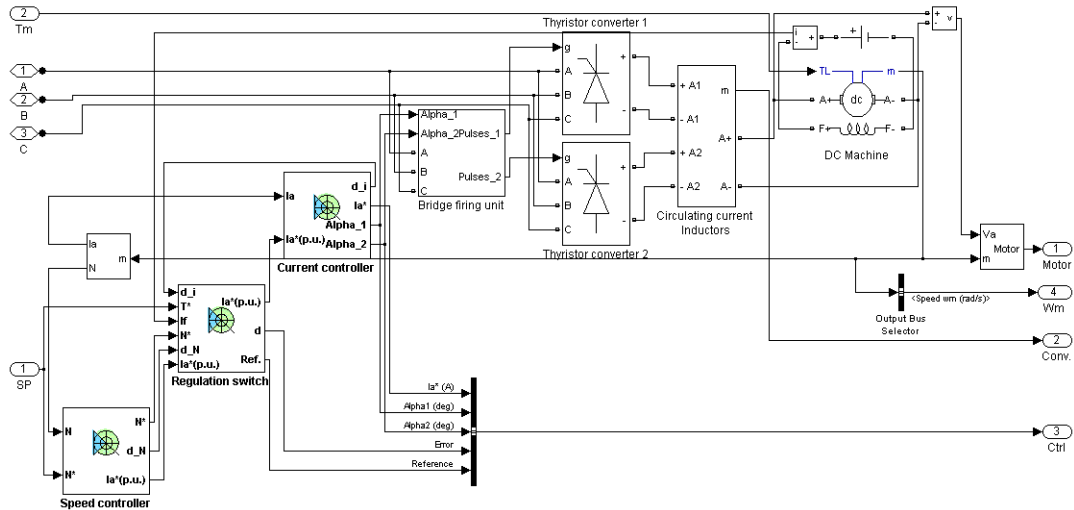 2
Tm
1
A
2
B
3
C
Thyristor converter 1
g
A
B
C
+
-
Thyristor converter 2
g
A
B
C
+
-
Alpha_1
Alpha_2
A
B
C
Pulses_1
Pulses_2
Bridge firing unit
+ A1
- A1
+ A2
- A2
m
A+
A-
Circulating current
Inductors
i
+
-
+
+
-
v
TL
m
A+
dc
A-
F+
F-
DC Machine
Va
m
Motor
1
Motor
<Speed wm (rad/s)>
Output Bus
Selector
4
Wm
2
Conv.
3
Ctrl
Ia
Ia*(p.u.)
d_i
Ia*
Alpha_1
Alpha_2
Current controller
Ia
N
m
d_i
T*
If
N*
d_N
Ia*(p.u.)
Ia*(p.u.)
d
Ref.
Regulation switch
1
SP
N
N*
N*
d_N
Ia*(p.u.)
Speed controller
Ia* (A)
Alpha1 (deg)
Alpha2 (deg)
Error
Reference